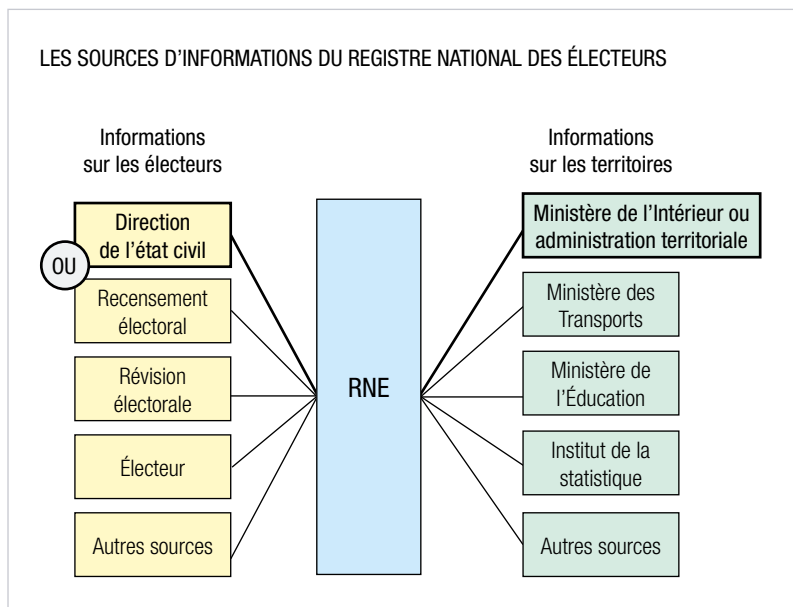 LES SOURCES D'INFORMATIONS DU REGISTRE NATIONAL DES ÉLECTEURS
Informations
sur les électeurs
Direction
de l'état civil
OU
Recensement
électoral
Révision
électorale
Électeur
Autres sources
RNE
Informations
sur les territoires
Ministère de l'Intérieur ou
administration territoriale
Ministère des
Transports
Ministère de
l'Éducation
Institut de la
statistique
Autres sources